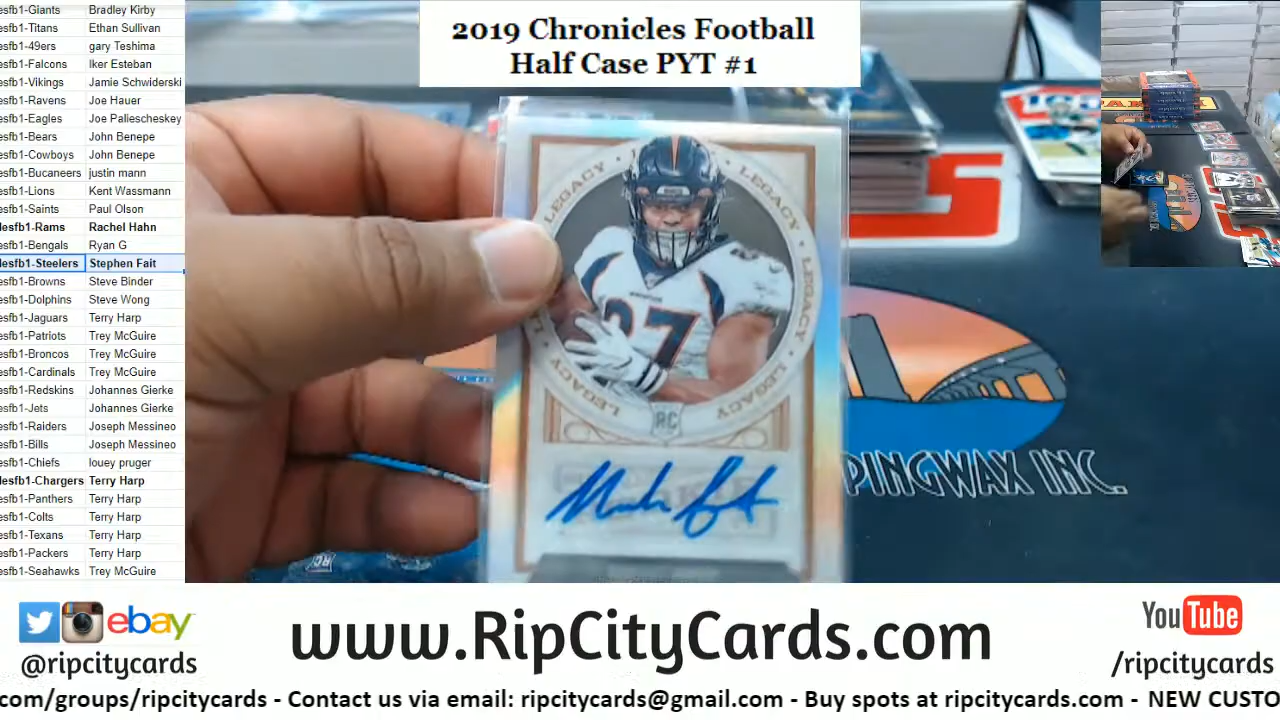 esfb1-Giants Bradley Kirby
esfb1-Titans Ethan Sullivan
esfb1-49ers gary Teshima
esfb1-Falcons Iker Esteban
esfb1-Vikings Jamie Schwiderski
esfb1-Ravens Joe Hauer
esfb1-Eagles Joe Pallescheskey
esfb1-Bears John Benepe
esfb1-Cowboys John Benepe
esfb1-Bucaneers justin mann
esfb1-Lions Kent Wassmann
esfb1-Saints Paul Olson
lesfb1-Rams Rachel Hahn
esfb1-Bengals Ryan G
lesfb1-Steelers Stephen Fait
esfb1-Browns Steve Binder
esfb1-Dolphins Steve Wong
esfb1-Jaguars Terry Harp
esfb1-Patriots Trey McGuire
esfb1-Broncos Trey McGuire
esfb1-Cardinals Trey McGuire
esfb1-Redskins Johannes Gierke
esfb1-Jets Johannes Gierke
esfb1-Raiders Joseph Messineo
esfb1-Bills Joseph Messineo
esfb1-Chiefs louey pruger
esfb1-Chargers Terry Harp
esfb1-Panthers Terry Harp
esfb1-Colts Terry Harp
esfb1-Texans Terry Harp
esfb1-Packers Terry Harp
esfb1-Seahawks Trey McGuire
2019 Chronicles Football
Half Case PYT #1
LEGACY · LEGACY · LEGACY · LEGACY · LEGACY
27
RC
PINGWAX INC.
ebay
@ripcitycards
www.RipCityCards.com
YouTube
/ripcitycards
com/groups/ripcitycards - Contact us via email: ripcitycards@gmail.com - Buy spots at ripcitycards.com - NEW CUSTO